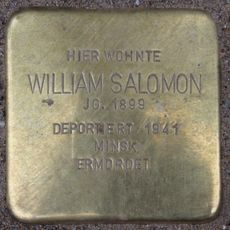 HIER WOHNTE
WILLIAM SALOMON
JG. 1899
DEPORTIERT 1941
MINSK
ERMORDET